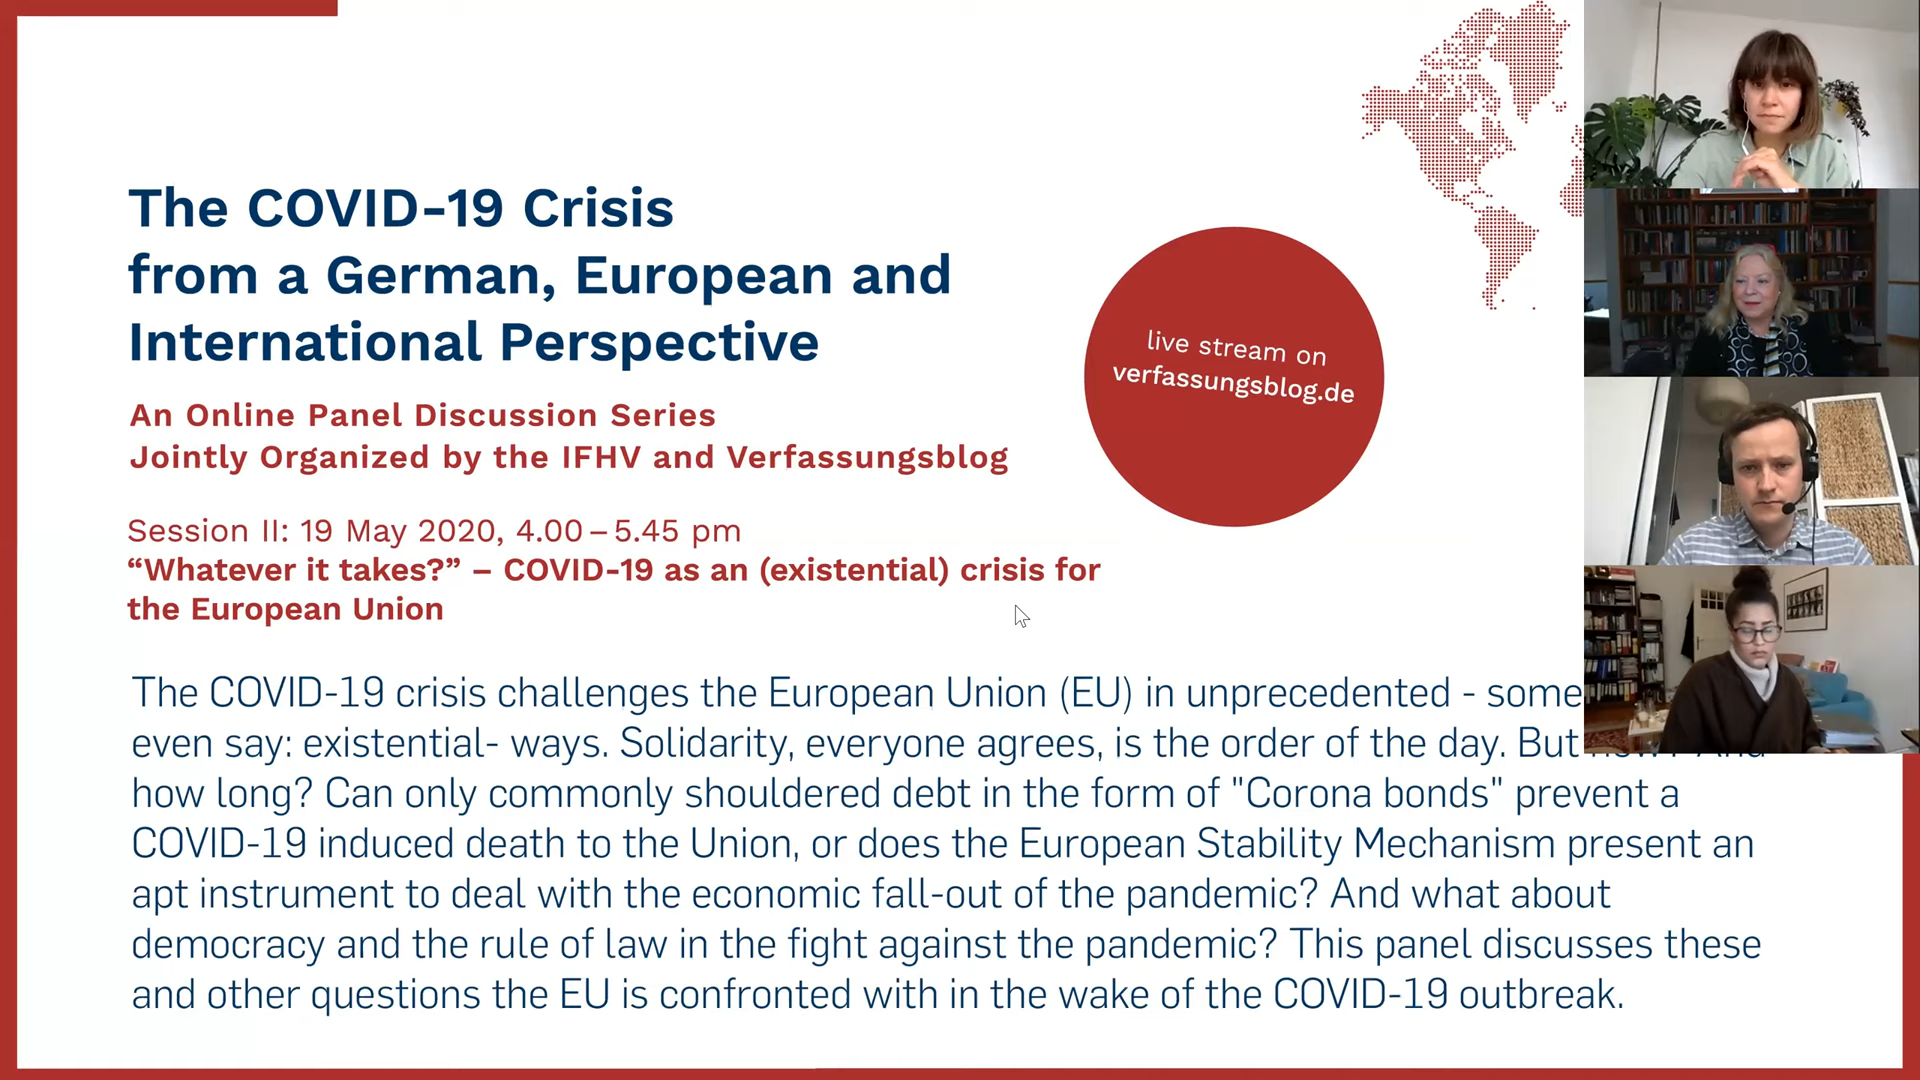 The COVID-19 Crisis
from a German, European and
International Perspective
An Online Panel Discussion Series
Jointly Organized by the IFHV and Verfassungsblog
live stream on
verfassungsblog.de
Session II: 19 May 2020, 4.00 – 5.45 pm
“Whatever it takes?” – COVID-19 as an (existential) crisis for
the European Union
The COVID-19 crisis challenges the European Union (EU) in unprecedented - some
even say: existential- ways. Solidarity, everyone agrees, is the order of the day. But
how long? Can only commonly shouldered debt in the form of "Corona bonds" prevent a
COVID-19 induced death to the Union, or does the European Stability Mechanism present an
apt instrument to deal with the economic fall-out of the pandemic? And what about
democracy and the rule of law in the fight against the pandemic? This panel discusses these
and other questions the EU is confronted with in the wake of the COVID-19 outbreak.